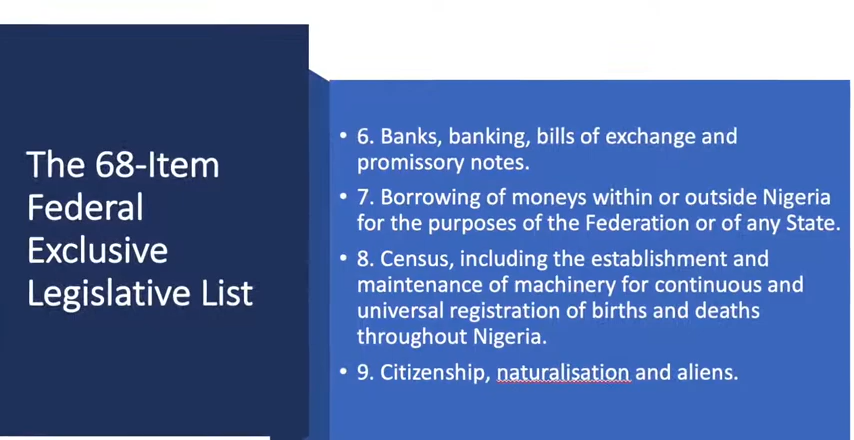 The 68-Item
Federal
Exclusive
Legislative List
• 6. Banks, banking, bills of exchange and
promissory notes.
• 7. Borrowing of moneys within or outside Nigeria
for the purposes of the Federation or of any State.
• 8. Census, including the establishment and
maintenance of machinery for continuous and
universal registration of births and deaths
throughout Nigeria.
• 9. Citizenship, naturalisation and aliens.